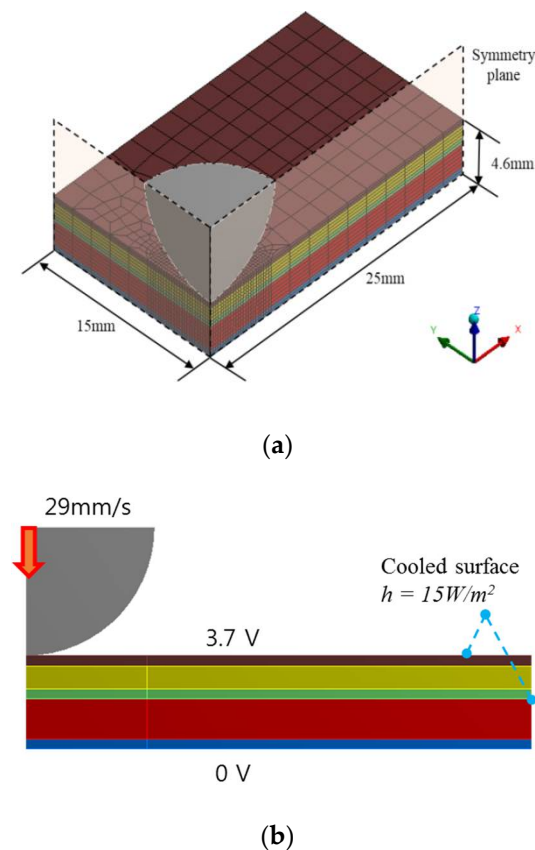 Symmetry
plane
4.6mm
25mm
15mm
Z
Y
X
(a)
29mm/s
Cooled surface
h = 15W/m²
3.7 V
0 V
(b)